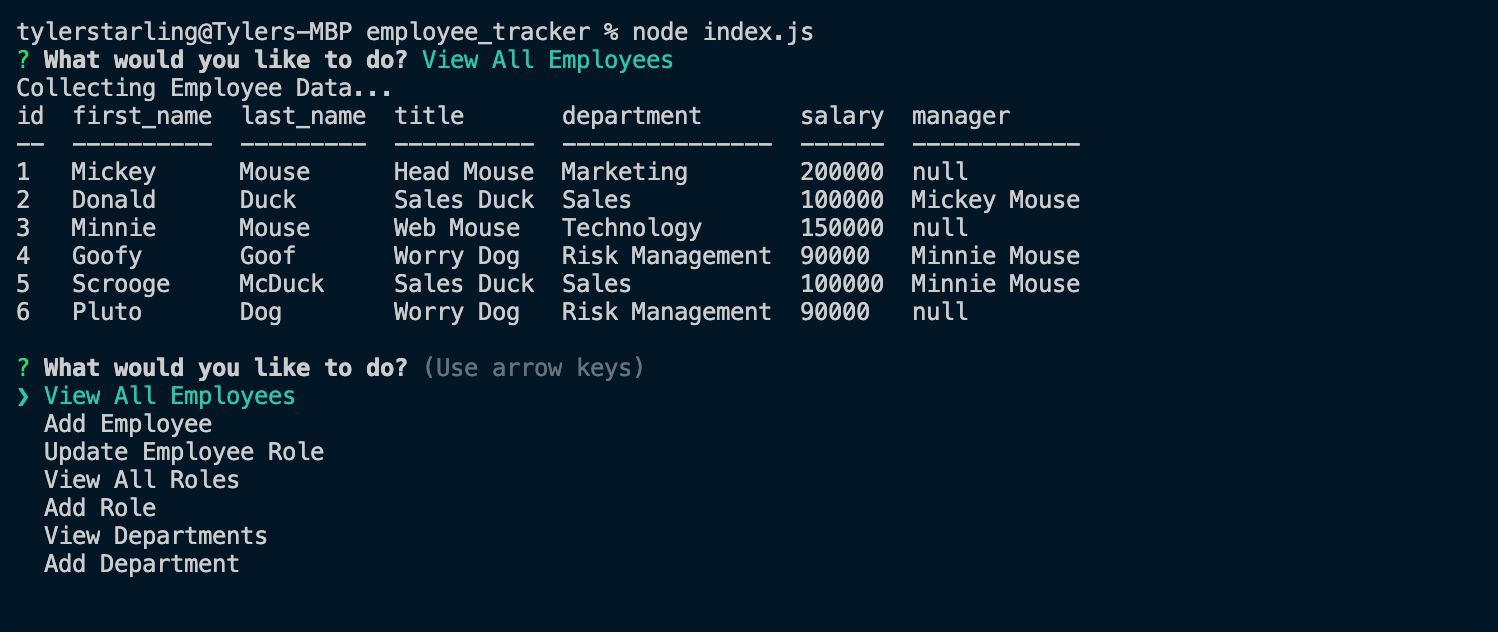 tylerstarling@Tylers-MBP employee_tracker % node index.js
? What would you like to do? View All Employees
Collecting Employee Data...
id  first_name  last_name  title       department       salary  manager
--  ----------  ---------  ----------  ---------------  ------  ------------
1   Mickey      Mouse      Head Mouse  Marketing        200000  null
2   Donald      Duck       Sales Duck  Sales            100000  Mickey Mouse
3   Minnie      Mouse      Web Mouse   Technology       150000  null
4   Goofy       Goof       Worry Dog   Risk Management  90000   Minnie Mouse
5   Scrooge     McDuck     Sales Duck  Sales            100000  Minnie Mouse
6   Pluto       Dog        Worry Dog   Risk Management  90000   null
? What would you like to do? (Use arrow keys)
❯ View All Employees
  Add Employee
  Update Employee Role
  View All Roles
  Add Role
  View Departments
  Add Department